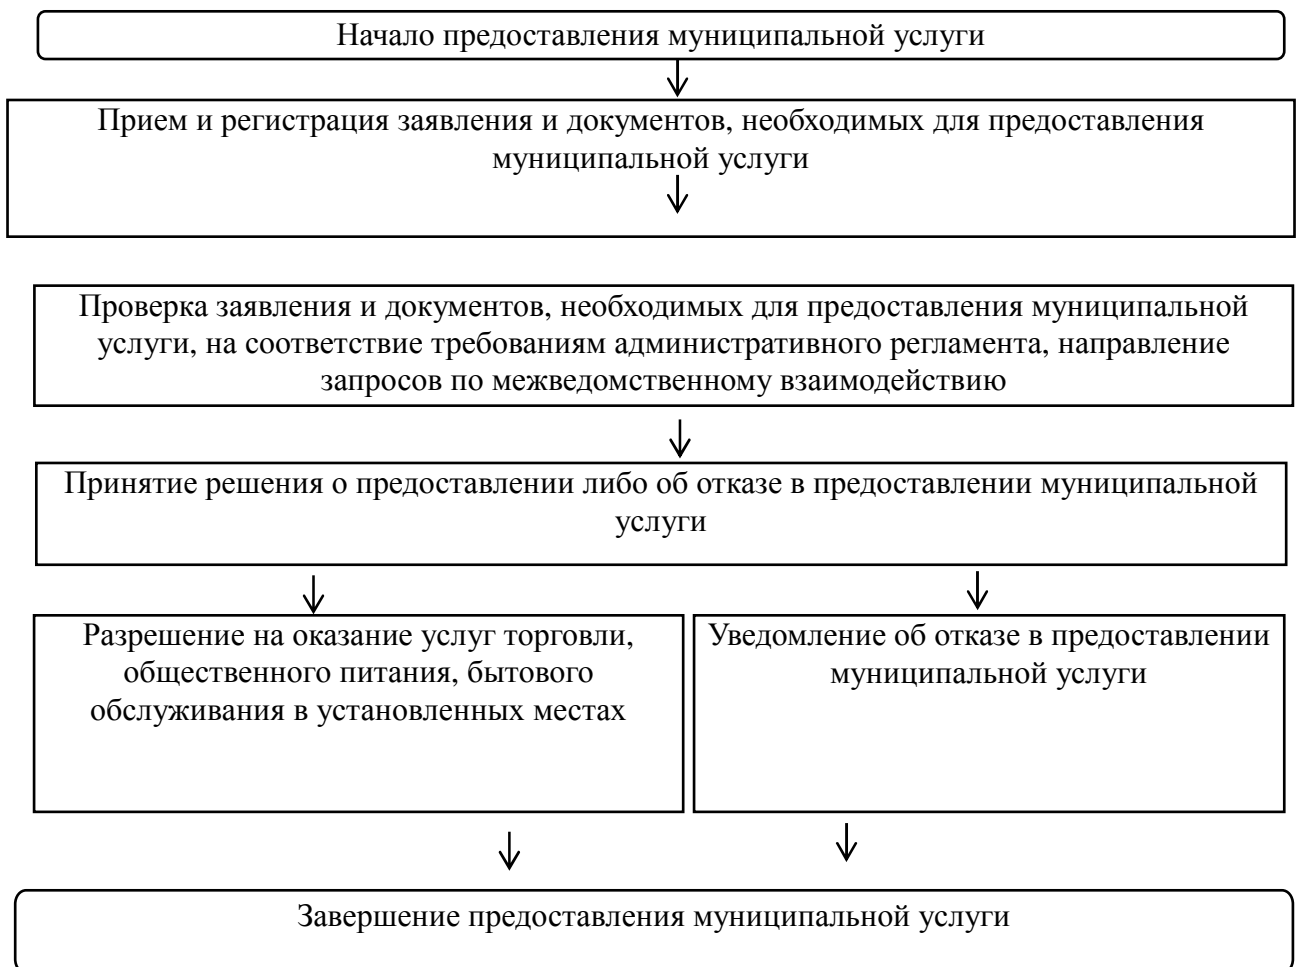 Начало предоставления муниципальной услуги
Прием и регистрация заявления и документов, необходимых для предоставления
муниципальной услуги
Проверка заявления и документов, необходимых для предоставления муниципальной
услуги, на соответствие требованиям административного регламента, направление
запросов по межведомственному взаимодействию
Принятие решения о предоставлении либо об отказе в предоставлении муниципальной
услуги
Разрешение на оказание услуг торговли,
общественного питания, бытового
обслуживания в установленных местах
Уведомление об отказе в предоставлении
муниципальной услуги
Завершение предоставления муниципальной услуги